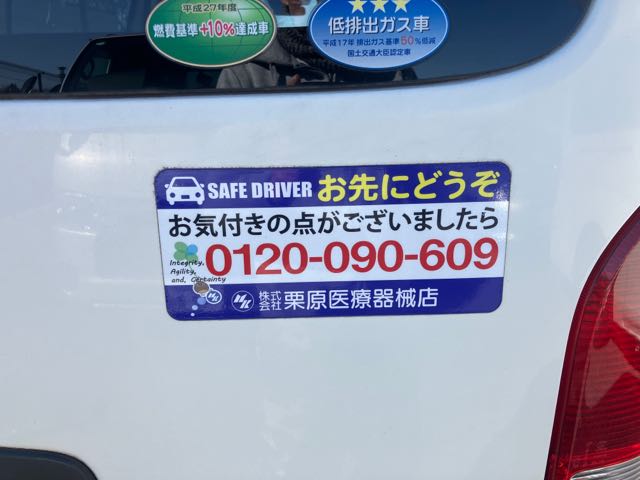 平成27年度
燃費基準+10%達成車
★★★
低排出ガス車
平成17年 排出ガス基準50%低減
国土交通大臣認定車
SAFE DRIVER お先にどうぞ
お気付きの点がございましたら
0120-090-609
Integrity,
Agility,
and, Certainty
株式会社 栗原医療器械店